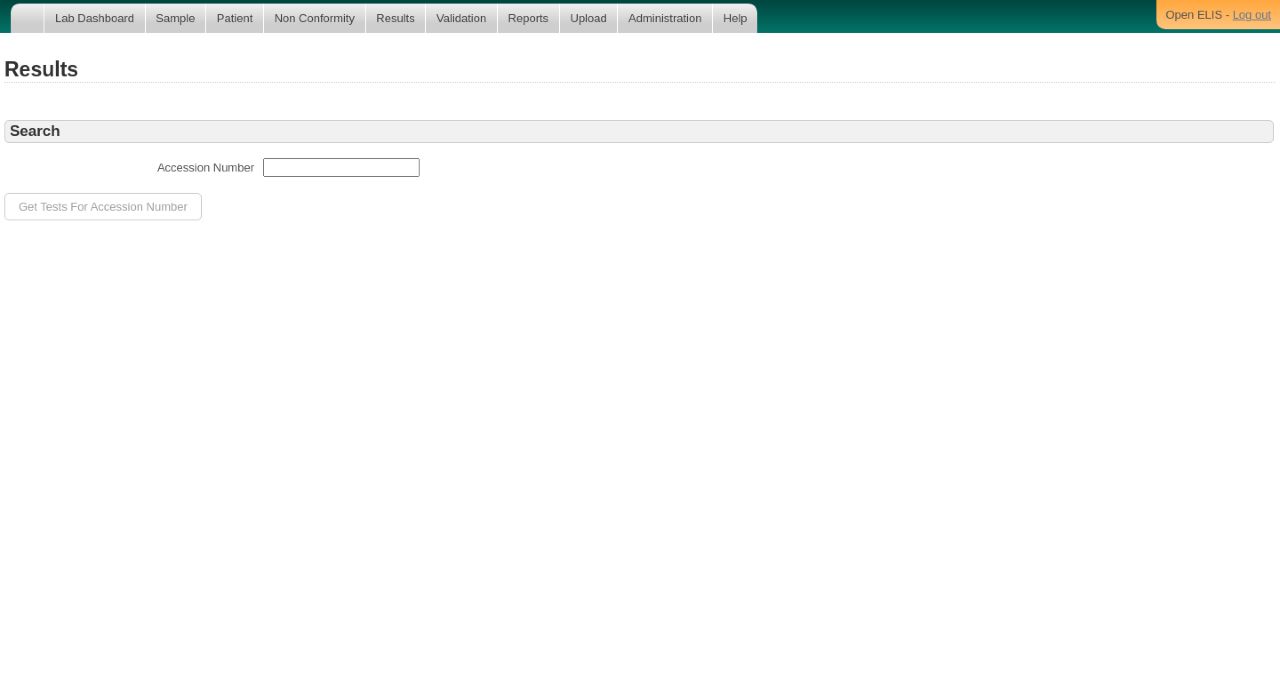 Lab Dashboard Sample Patient Non Conformity Results Validation Reports Upload Administration Help Open ELIS - Log out
Results
Search
Accession Number
Get Tests For Accession Number